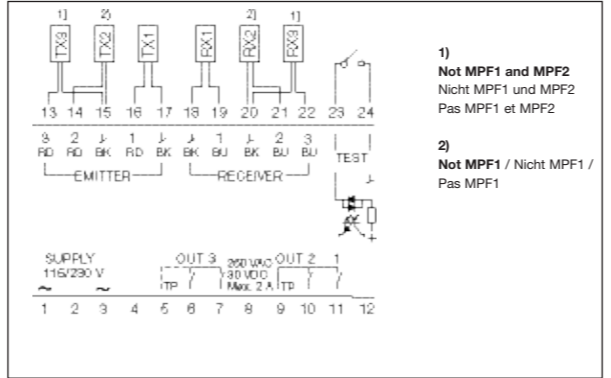 1] 2) 2] 1]
TX3 TX2 TX1 RX1 RX2 RX3
13 14 15 16 17 18 19 20 21 22 23 24
3 2 1 1 2 3
RD RD BK RD BK BK BU BK BU BU
TEST
EMITTER RECEIVER
+
SUPPLY
115/230 V
~ ~
OUT 3 250 VAC OUT 2 1
30 VDC
TP Max. 2 A TP
1 2 3 4 5 6 7 8 9 10 11 12
1)
Not MPF1 and MPF2
Nicht MPF1 und MPF2
Pas MPF1 et MPF2
2)
Not MPF1 / Nicht MPF1 /
Pas MPF1